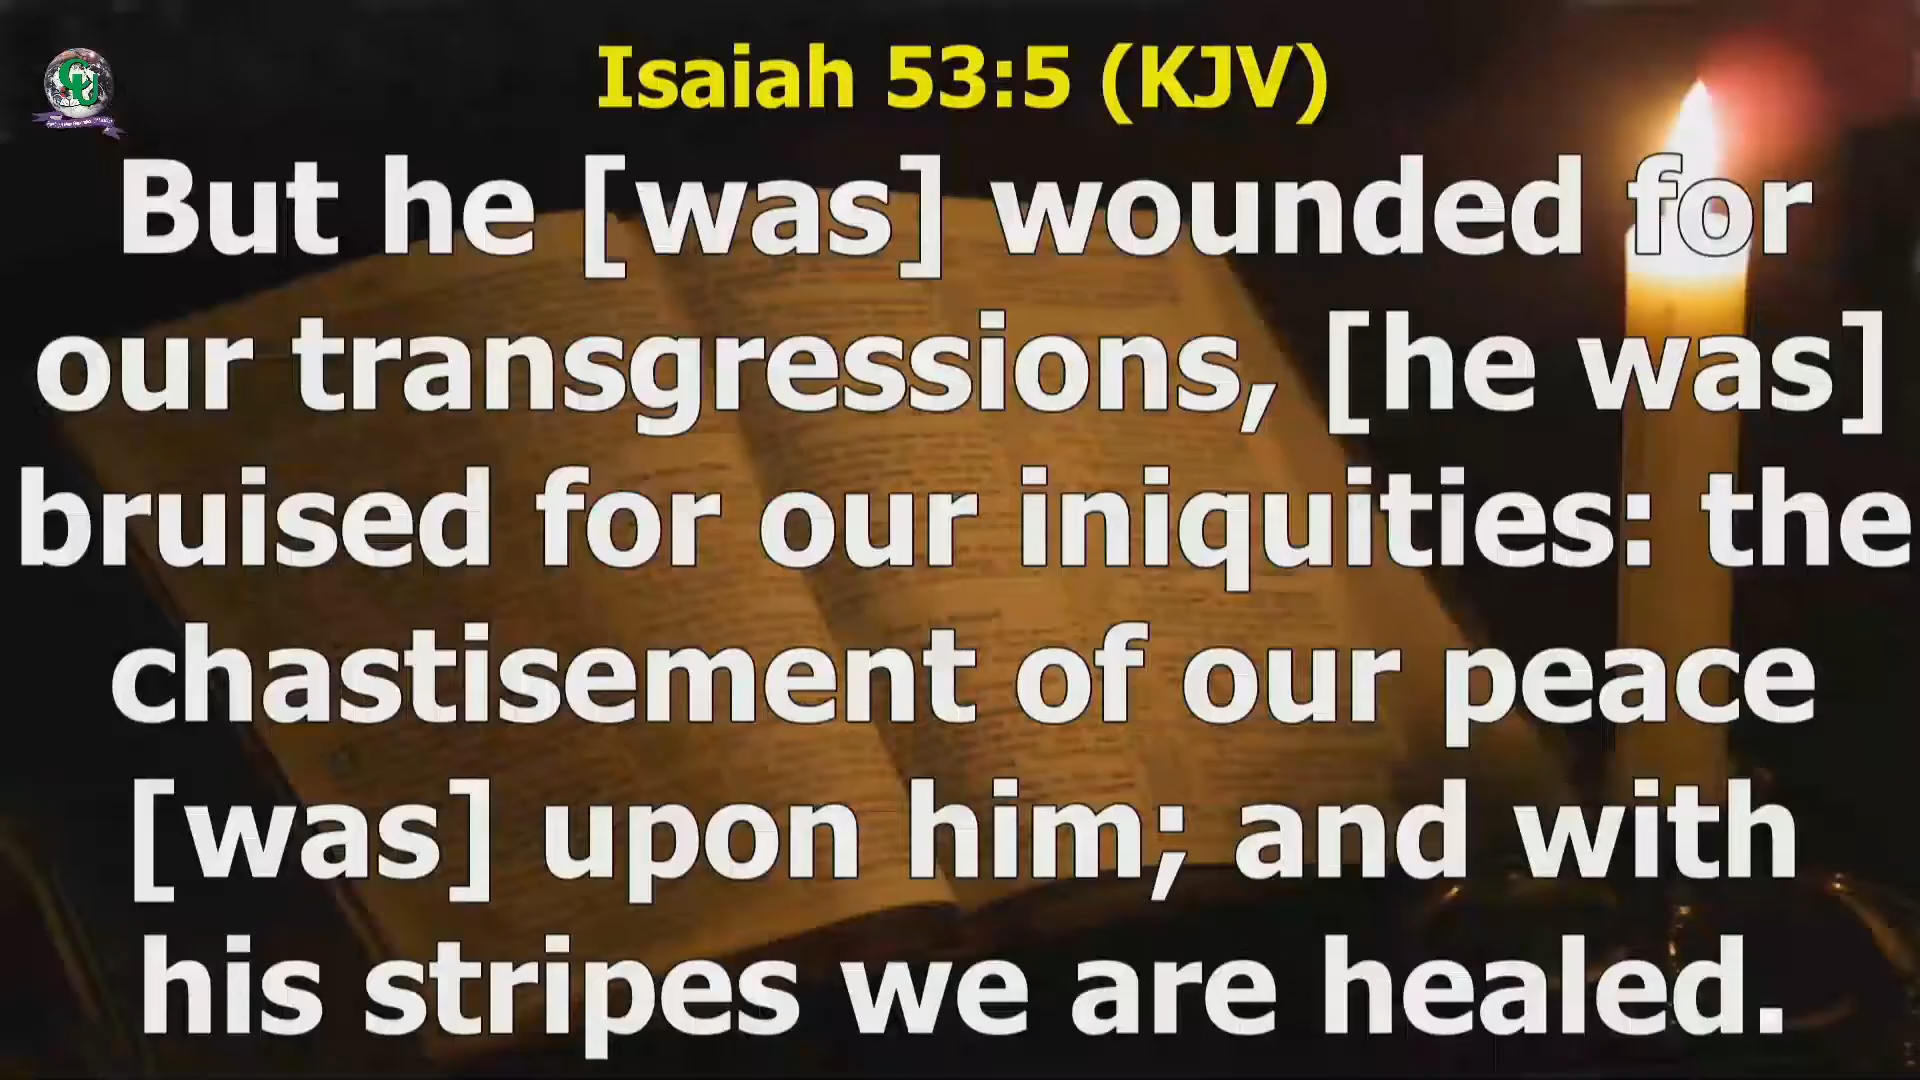 Isaiah 53:5 (KJV)
But he [was] wounded for
our transgressions, [he was]
bruised for our iniquities: the
chastisement of our peace
[was] upon him; and with
his stripes we are healed.